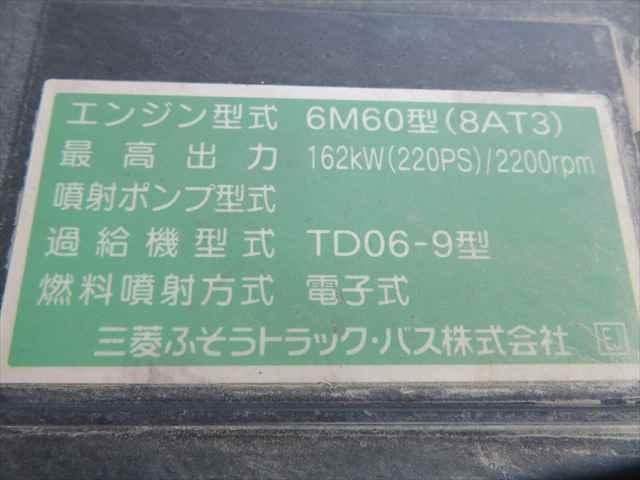 エンジン型式 6M60型(8AT3)
最高出力 162kW(220PS)/2200rpm
噴射ポンプ型式
過給機型式 TD06-9型
燃料噴射方式 電子式
三菱ふそうトラック・バス株式会社 EJ